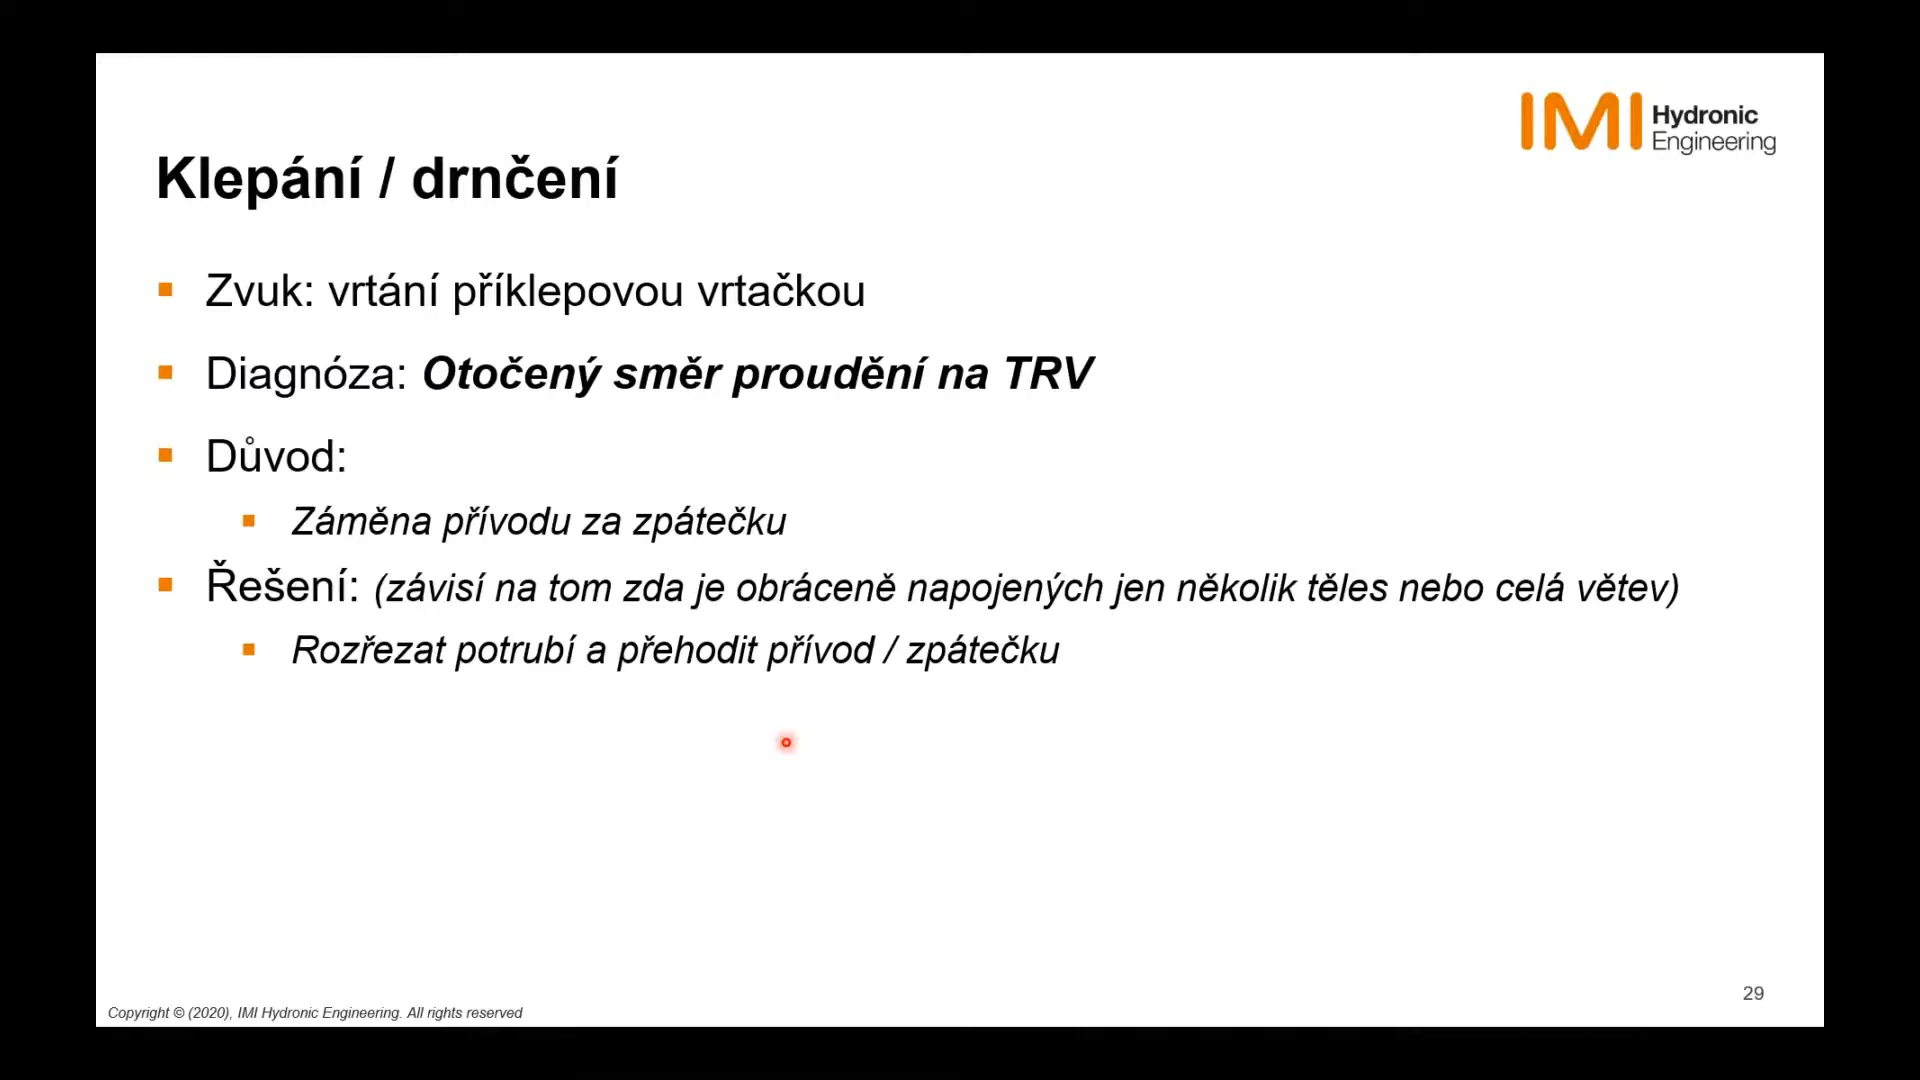 IMI Hydronic
Engineering
Klepání / drnčení
Zvuk: vrtání příklepovou vrtačkou
Diagnóza: Otočený směr proudění na TRV
Důvod:
Záměna přívodu za zpátečku
Řešení: (závisí na tom zda je obráceně napojených jen několik těles nebo celá větev)
Rozřezat potrubí a přehodit přívod / zpátečku
29
Copyright © (2020), IMI Hydronic Engineering. All rights reserved